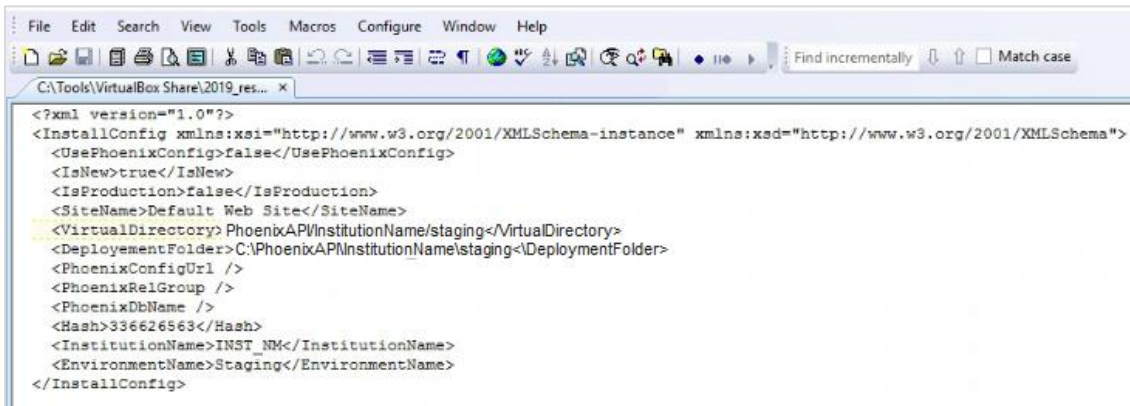 File Edit Search View Tools Macros Configure Window Help
Find incrementally Match case
C:\Tools\VirtualBox Share\2019_res... ×
<?xml version="1.0"?>
<InstallConfig xmlns:xsi="http://www.w3.org/2001/XMLSchema-instance" xmlns:xsd="http://www.w3.org/2001/XMLSchema">
<UsePhoenixConfig>false</UsePhoenixConfig>
<IsNew>true</IsNew>
<IsProduction>false</IsProduction>
<SiteName>Default Web Site</SiteName>
<VirtualDirectory> PhoenixAPI/InstitutionName/staging</VirtualDirectory>
<DeployementFolder>C:\PhoenixAPI\Institution_Name\staging<\DeploymentFolder>
<PhoenixConfigUrl />
<PhoenixRelGroup />
<PhoenixDbName />
<Hash>336626563</Hash>
<InstitutionName>INST_NM</InstitutionName>
<EnvironmentName>Staging</EnvironmentName>
</InstallConfig>